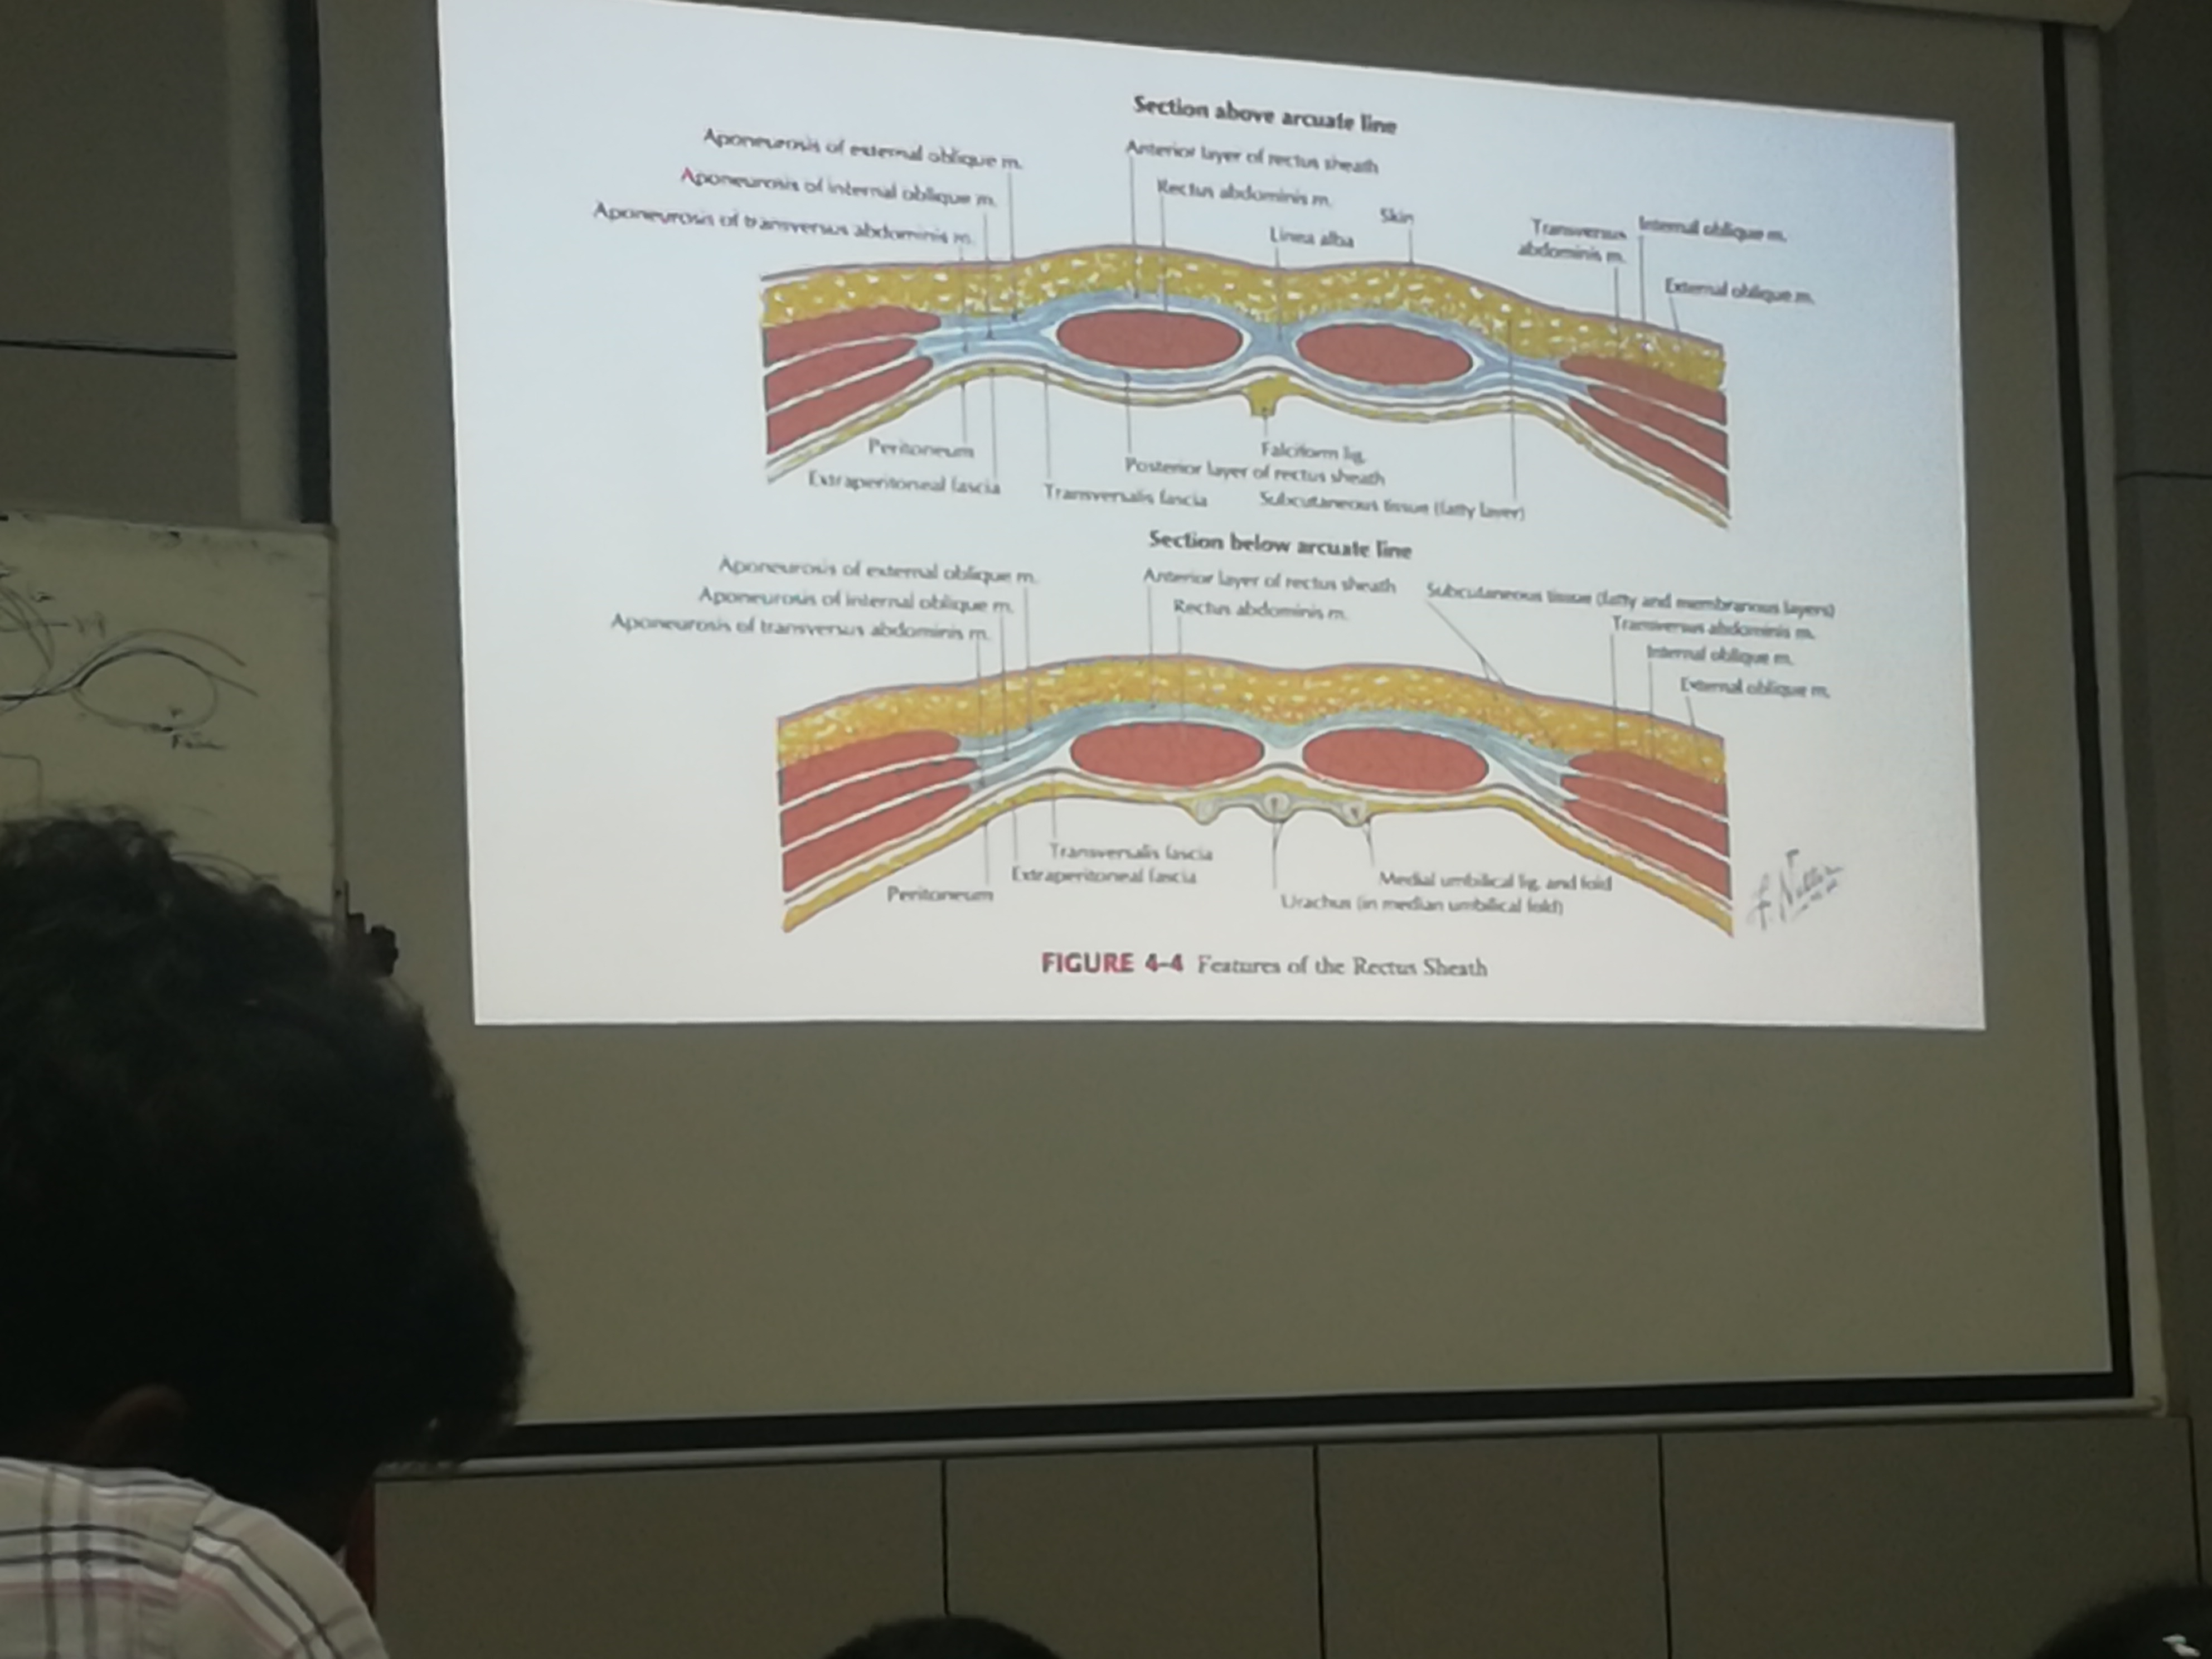 Section above arcuate line
Aponeurosis of external oblique m.
Aponeurosis of internal oblique m.
Aponeurosis of transversus abdominis m.
Anterior layer of rectus sheath
Rectus abdominis m.
Linea alba
Skin
Transversus
abdominis m.
Internal oblique m.
External oblique m.
Peritoneum
Extraperitoneal fascia
Transversalis fascia
Posterior layer of rectus sheath
Falciform lig.
Subcutaneous tissue (fatty layer)
Section below arcuate line
Aponeurosis of external oblique m.
Aponeurosis of internal oblique m.
Aponeurosis of transversus abdominis m.
Anterior layer of rectus sheath
Rectus abdominis m.
Subcutaneous tissue (fatty and membranous layers)
Transversus abdominis m.
Internal oblique m.
External oblique m.
Transversalis fascia
Extraperitoneal fascia
Peritoneum
Medial umbilical lig. and fold
Urachus (in median umbilical fold)
f. Netter
FIGURE 4-4 Features of the Rectus Sheath